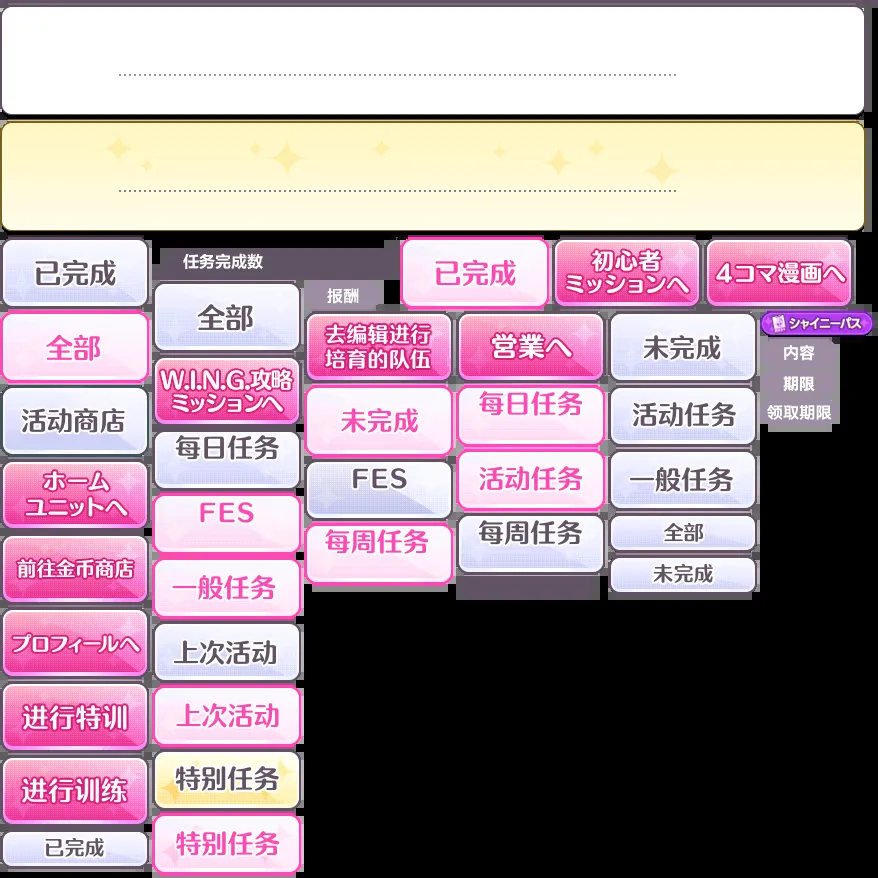 已完成
任务完成数
已完成
初心者
ミッションへ
4コマ漫画へ
全部
全部
报酬
去编辑进行
培育的队伍
営業へ
未完成
シャイニーパス
内容
期限
领取期限
活动商店
W.I.N.G.攻略
ミッションへ
未完成
每日任务
活动任务
ホーム
ユニットへ
每日任务
FES
活动任务
一般任务
前往金币商店
FES
每周任务
每周任务
全部
未完成
プロフィールへ
一般任务
上次活动
进行特训
上次活动
进行训练
特别任务
已完成
特别任务